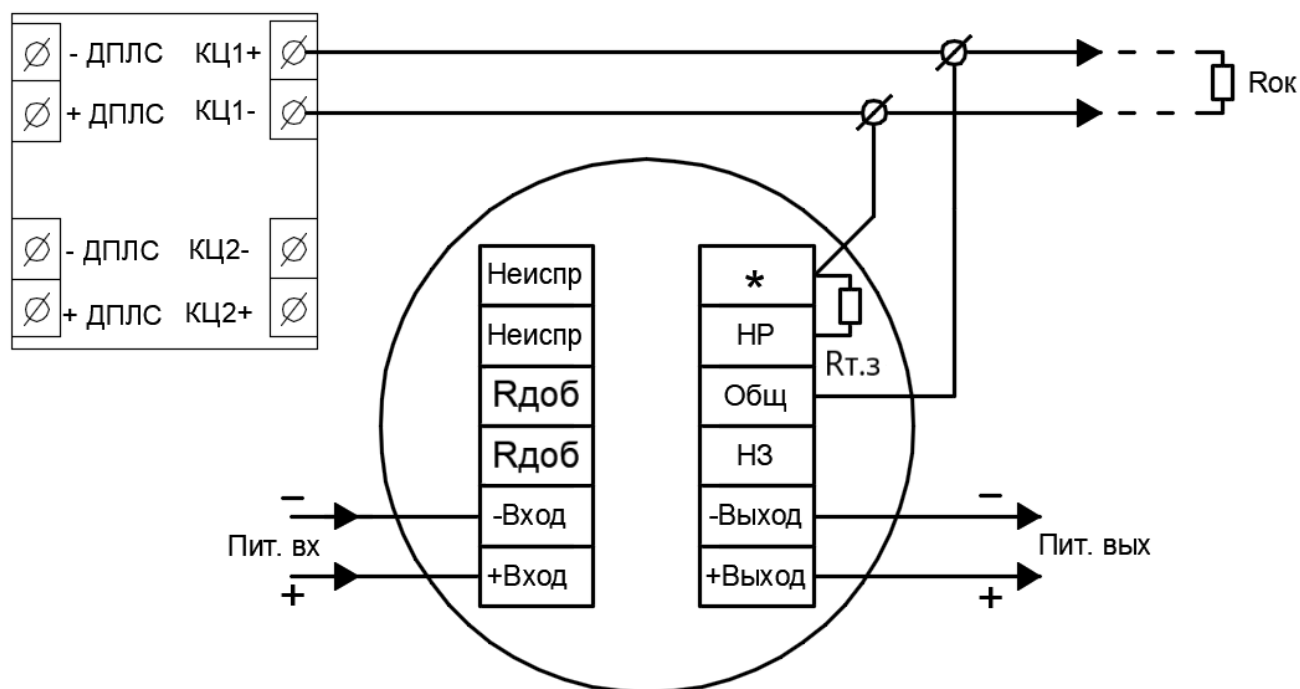 - ДПЛС КЦ1+
+ ДПЛС КЦ1-
- ДПЛС КЦ2-
+ ДПЛС КЦ2+
Rок
Неиспр
Неиспр
Rдоб
Rдоб
-Вход
+Вход
*
НР
Общ
НЗ
-Выход
+Выход
Rт.з
−
Пит. вх
+
−
Пит. вых
+